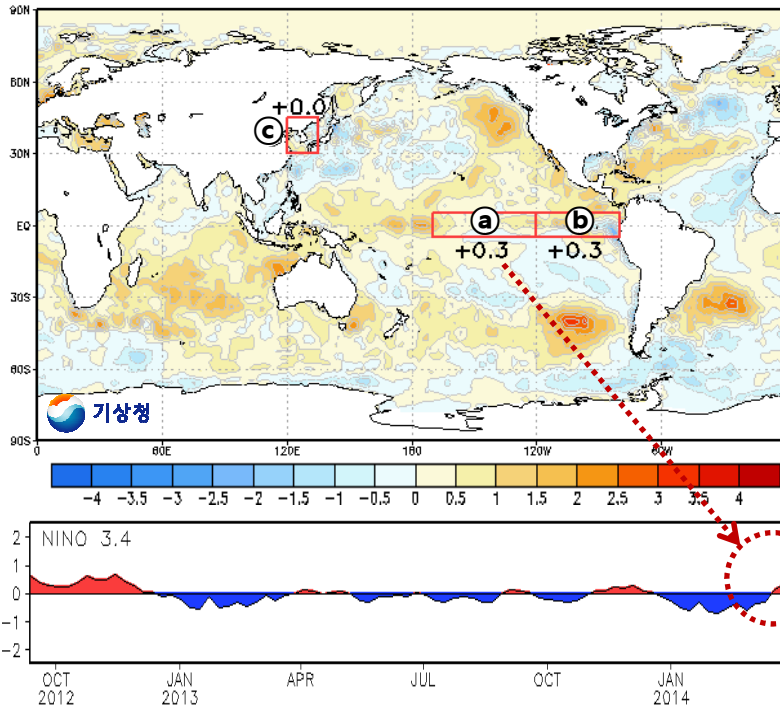 90N
60N
30N
EQ
30S
60S
90S
+0.0
ⓒ
ⓐ
ⓑ
+0.3
+0.3
기상청
0
60E
120E
180
120W
60W
-4 -3.5 -3 -2.5 -2 -1.5 -1 -0.5 0 0.5 1 1.5 2 2.5 3 3.5 4
NINO 3.4
2
1
0
-1
-2
OCT
2012
JAN
2013
APR
JUL
OCT
JAN
2014